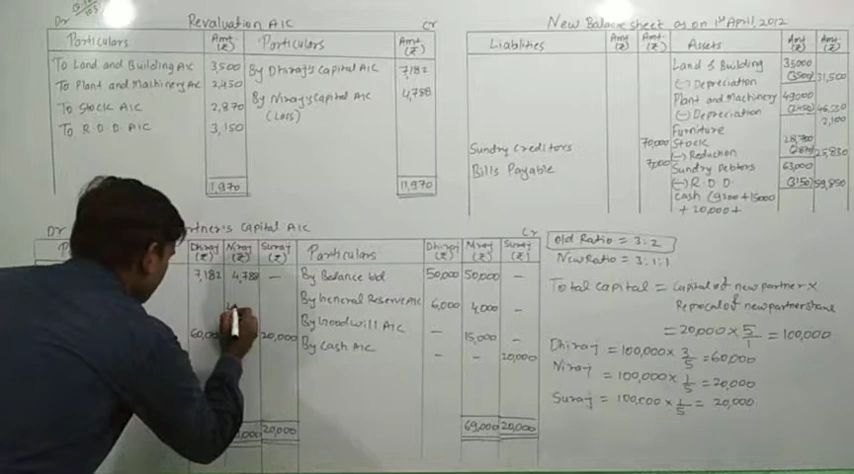 Dr Revaluation A/C Cr
Particulars Amt (₹) Particulars Amt (₹)
To Land and Building A/C 3,500 By Dhiraj's Capital A/C 7,182
To Plant and Machinery A/C 2,450 By Niraj's Capital A/C 4,788
To Stock A/C 2,870 (Loss)
To R.D.D. A/C 3,150
11,970 11,970
New Balance sheet as on 1st April, 2012
Liablities Amt (₹) Amt (₹) Assets Amt (₹) Amt (₹)
Land & Building 35000
(-) Depreciation (3500) 31,500
Plant and Machinery 49000
(-) Depreciation (2450)
Furniture 2,100
Sundry Creditors 70,000 Stock 28,700
(-) Reduction (2870) 25,830
Bills Payable 7,000 Sundry Debtors 63,000
(-) R.D.D. (3150) 59,850
Cash (9300 + 15000
+ 20,000 +
Dr Partner's Capital A/C Cr
Dhiraj (₹) Niraj (₹) Suraj (₹) Particulars Dhiraj (₹) Niraj (₹) Suraj (₹)
7,182 4,788 — By Balance b/d 50,000 50,000 —
By General Reserve A/C 6,000 4,000 —
By Goodwill A/C — 15,000 —
20,000 By Cash A/C — — 20,000
20,000 69,000 20,000
Old Ratio = 3:2
New Ratio = 3:1:1
Total capital = Capital of new partner ×
Reprocal of new partner share
= 20,000 × 5/1 = 100,000
Dhiraj = 100,000 × 3/5 = 60,000
Niraj = 100,000 × 1/5 = 20,000
Suraj = 100,000 × 1/5 = 20,000